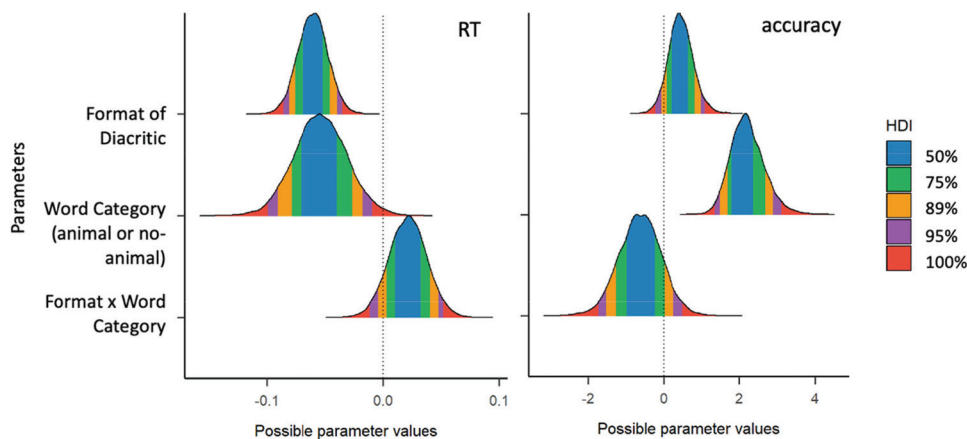 RT
accuracy
Parameters
Format of
Diacritic
Word Category
(animal or no-
animal)
Format x Word
Category
HDI
50%
75%
89%
95%
100%
-0.1
0.0
0.1
-2
0
2
4
Possible parameter values
Possible parameter values